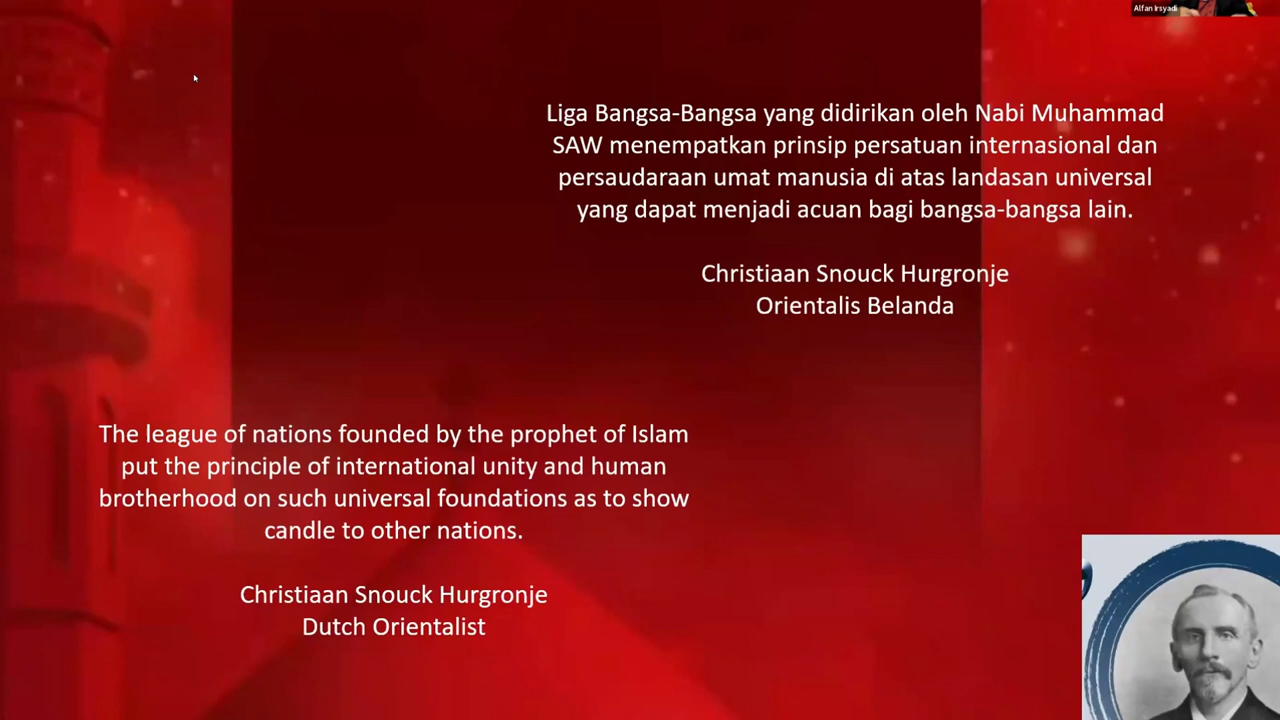 Alfan Irsyadi
Liga Bangsa-Bangsa yang didirikan oleh Nabi Muhammad
SAW menempatkan prinsip persatuan internasional dan
persaudaraan umat manusia di atas landasan universal
yang dapat menjadi acuan bagi bangsa-bangsa lain.
Christiaan Snouck Hurgronje
Orientalis Belanda
The league of nations founded by the prophet of Islam
put the principle of international unity and human
brotherhood on such universal foundations as to show
candle to other nations.
Christiaan Snouck Hurgronje
Dutch Orientalist